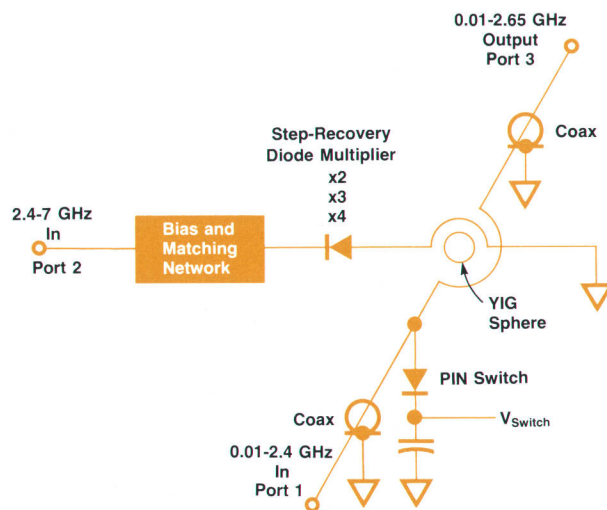 0.01-2.65 GHz
Output
Port 3
Coax
Step-Recovery
Diode Multiplier
x2
x3
x4
2.4-7 GHz
In
Port 2
Bias and
Matching
Network
YIG
Sphere
PIN Switch
VSwitch
Coax
0.01-2.4 GHz
In
Port 1